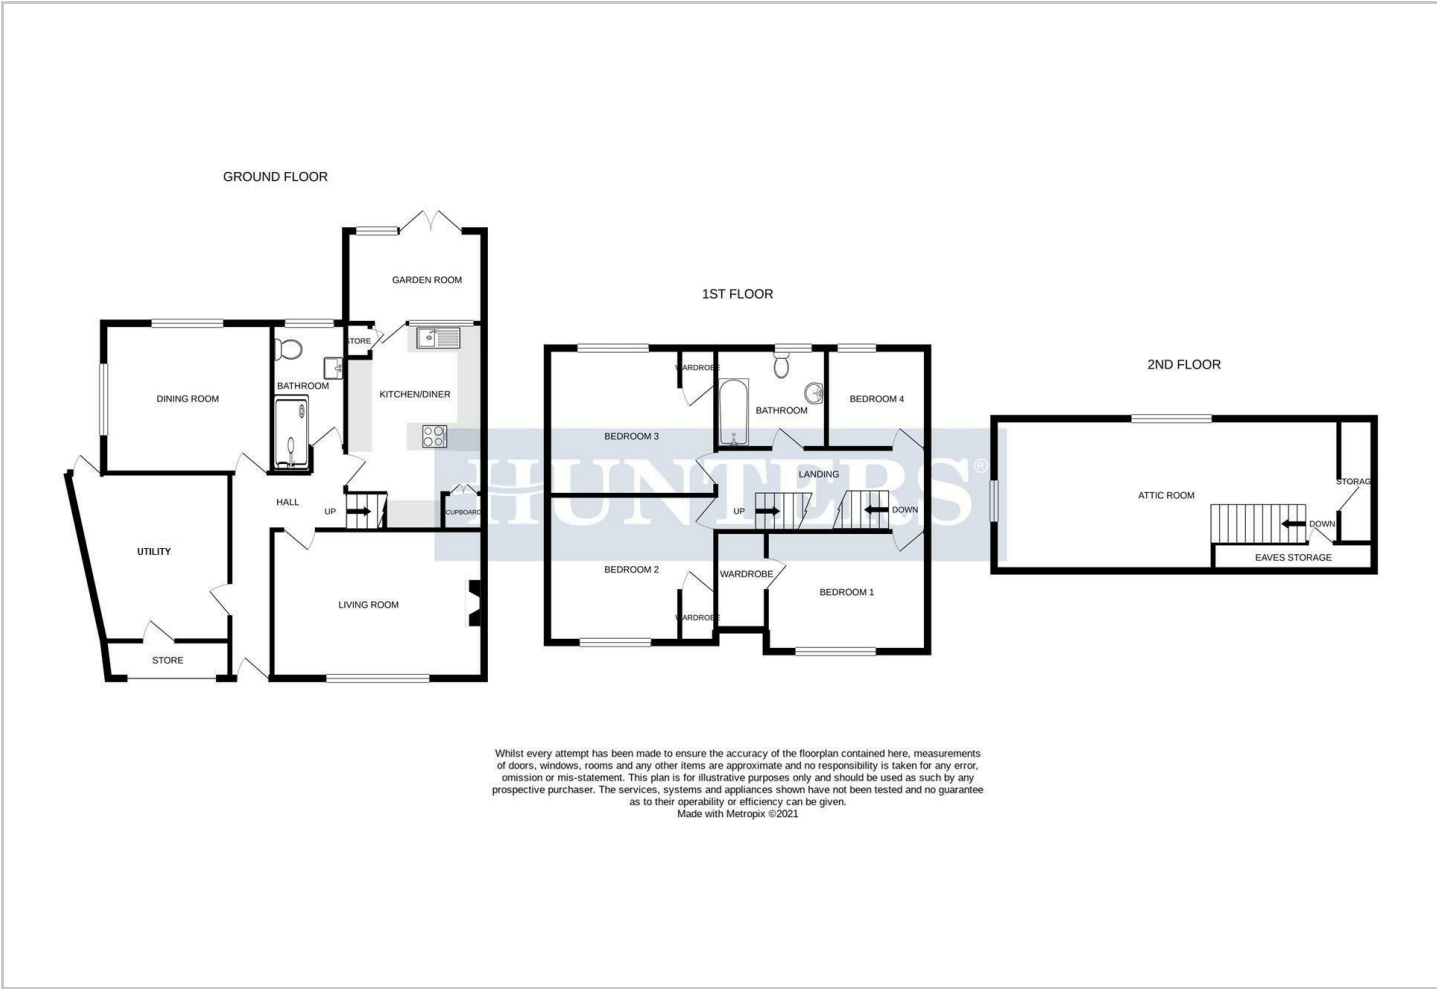 GROUND FLOOR
GARDEN ROOM
STORE
KITCHEN/DINER
BATHROOM
DINING ROOM
HALL
UP
CUPBOARD
UTILITY
LIVING ROOM
STORE
1ST FLOOR
WARDROBE
BATHROOM
BEDROOM 4
BEDROOM 3
LANDING
UP
DOWN
BEDROOM 2
WARDROBE
BEDROOM 1
WARDROBE
HUNTERS®
2ND FLOOR
STORAG
ATTIC ROOM
DOWN
EAVES STORAGE
Whilst every attempt has been made to ensure the accuracy of the floorplan contained here, measurements
of doors, windows, rooms and any other items are approximate and no responsibility is taken for any error,
omission or mis-statement. This plan is for illustrative purposes only and should be used as such by any
prospective purchaser. The services, systems and appliances shown have not been tested and no guarantee
as to their operability or efficiency can be given.
Made with Metropix ©2021